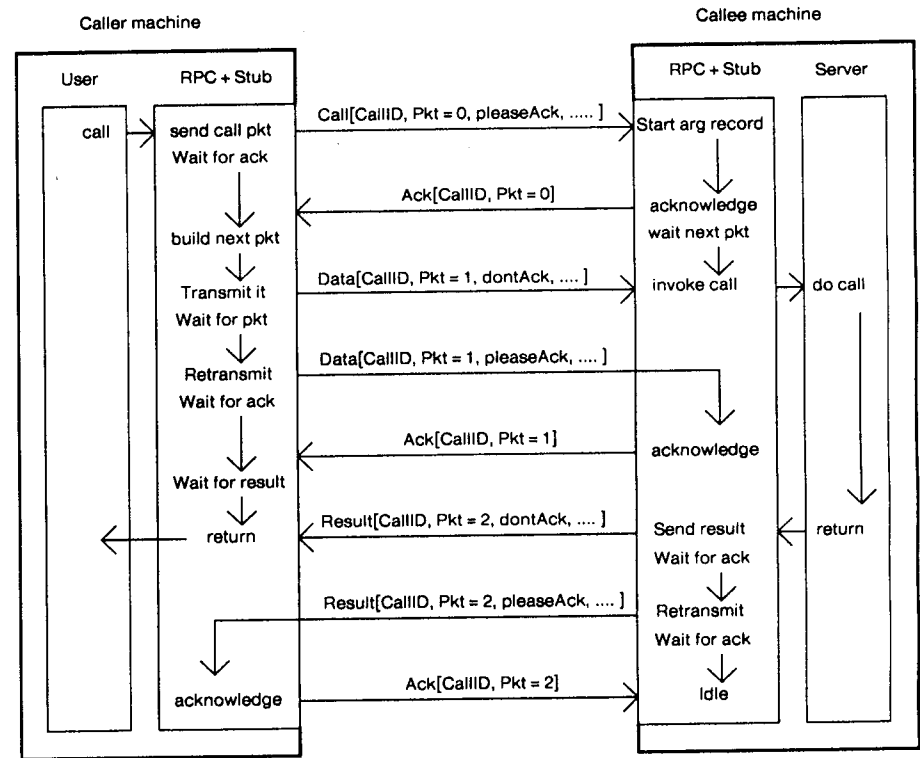 Caller machine
Callee machine
User
RPC + Stub
RPC + Stub
Server
call
send call pkt
Wait for ack
Call[CallID, Pkt = 0, pleaseAck, ..... ]
Start arg record
Ack[CallID, Pkt = 0]
acknowledge
wait next pkt
build next pkt
Transmit it
Wait for pkt
Data[CallID, Pkt = 1, dontAck, .... ]
invoke call
do call
Data[CallID, Pkt = 1, pleaseAck, .... ]
Retransmit
Wait for ack
Ack[CallID, Pkt = 1]
acknowledge
Wait for result
return
Result[CallID, Pkt = 2, dontAck, .... ]
Send result
Wait for ack
return
Result[CallID, Pkt = 2, pleaseAck, .... ]
Retransmit
Wait for ack
acknowledge
Ack[CallID, Pkt = 2]
Idle